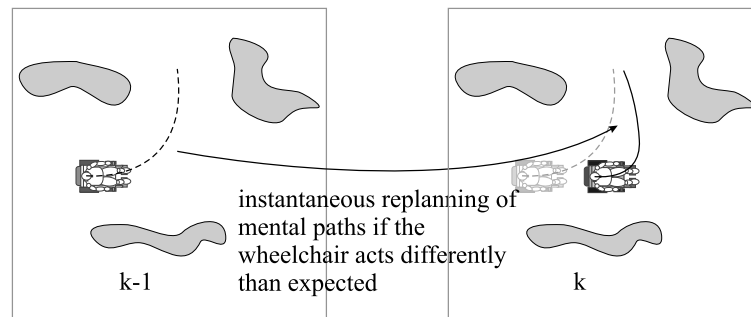 instantaneous replanning of
mental paths if the
wheelchair acts differently
than expected
k-1
k